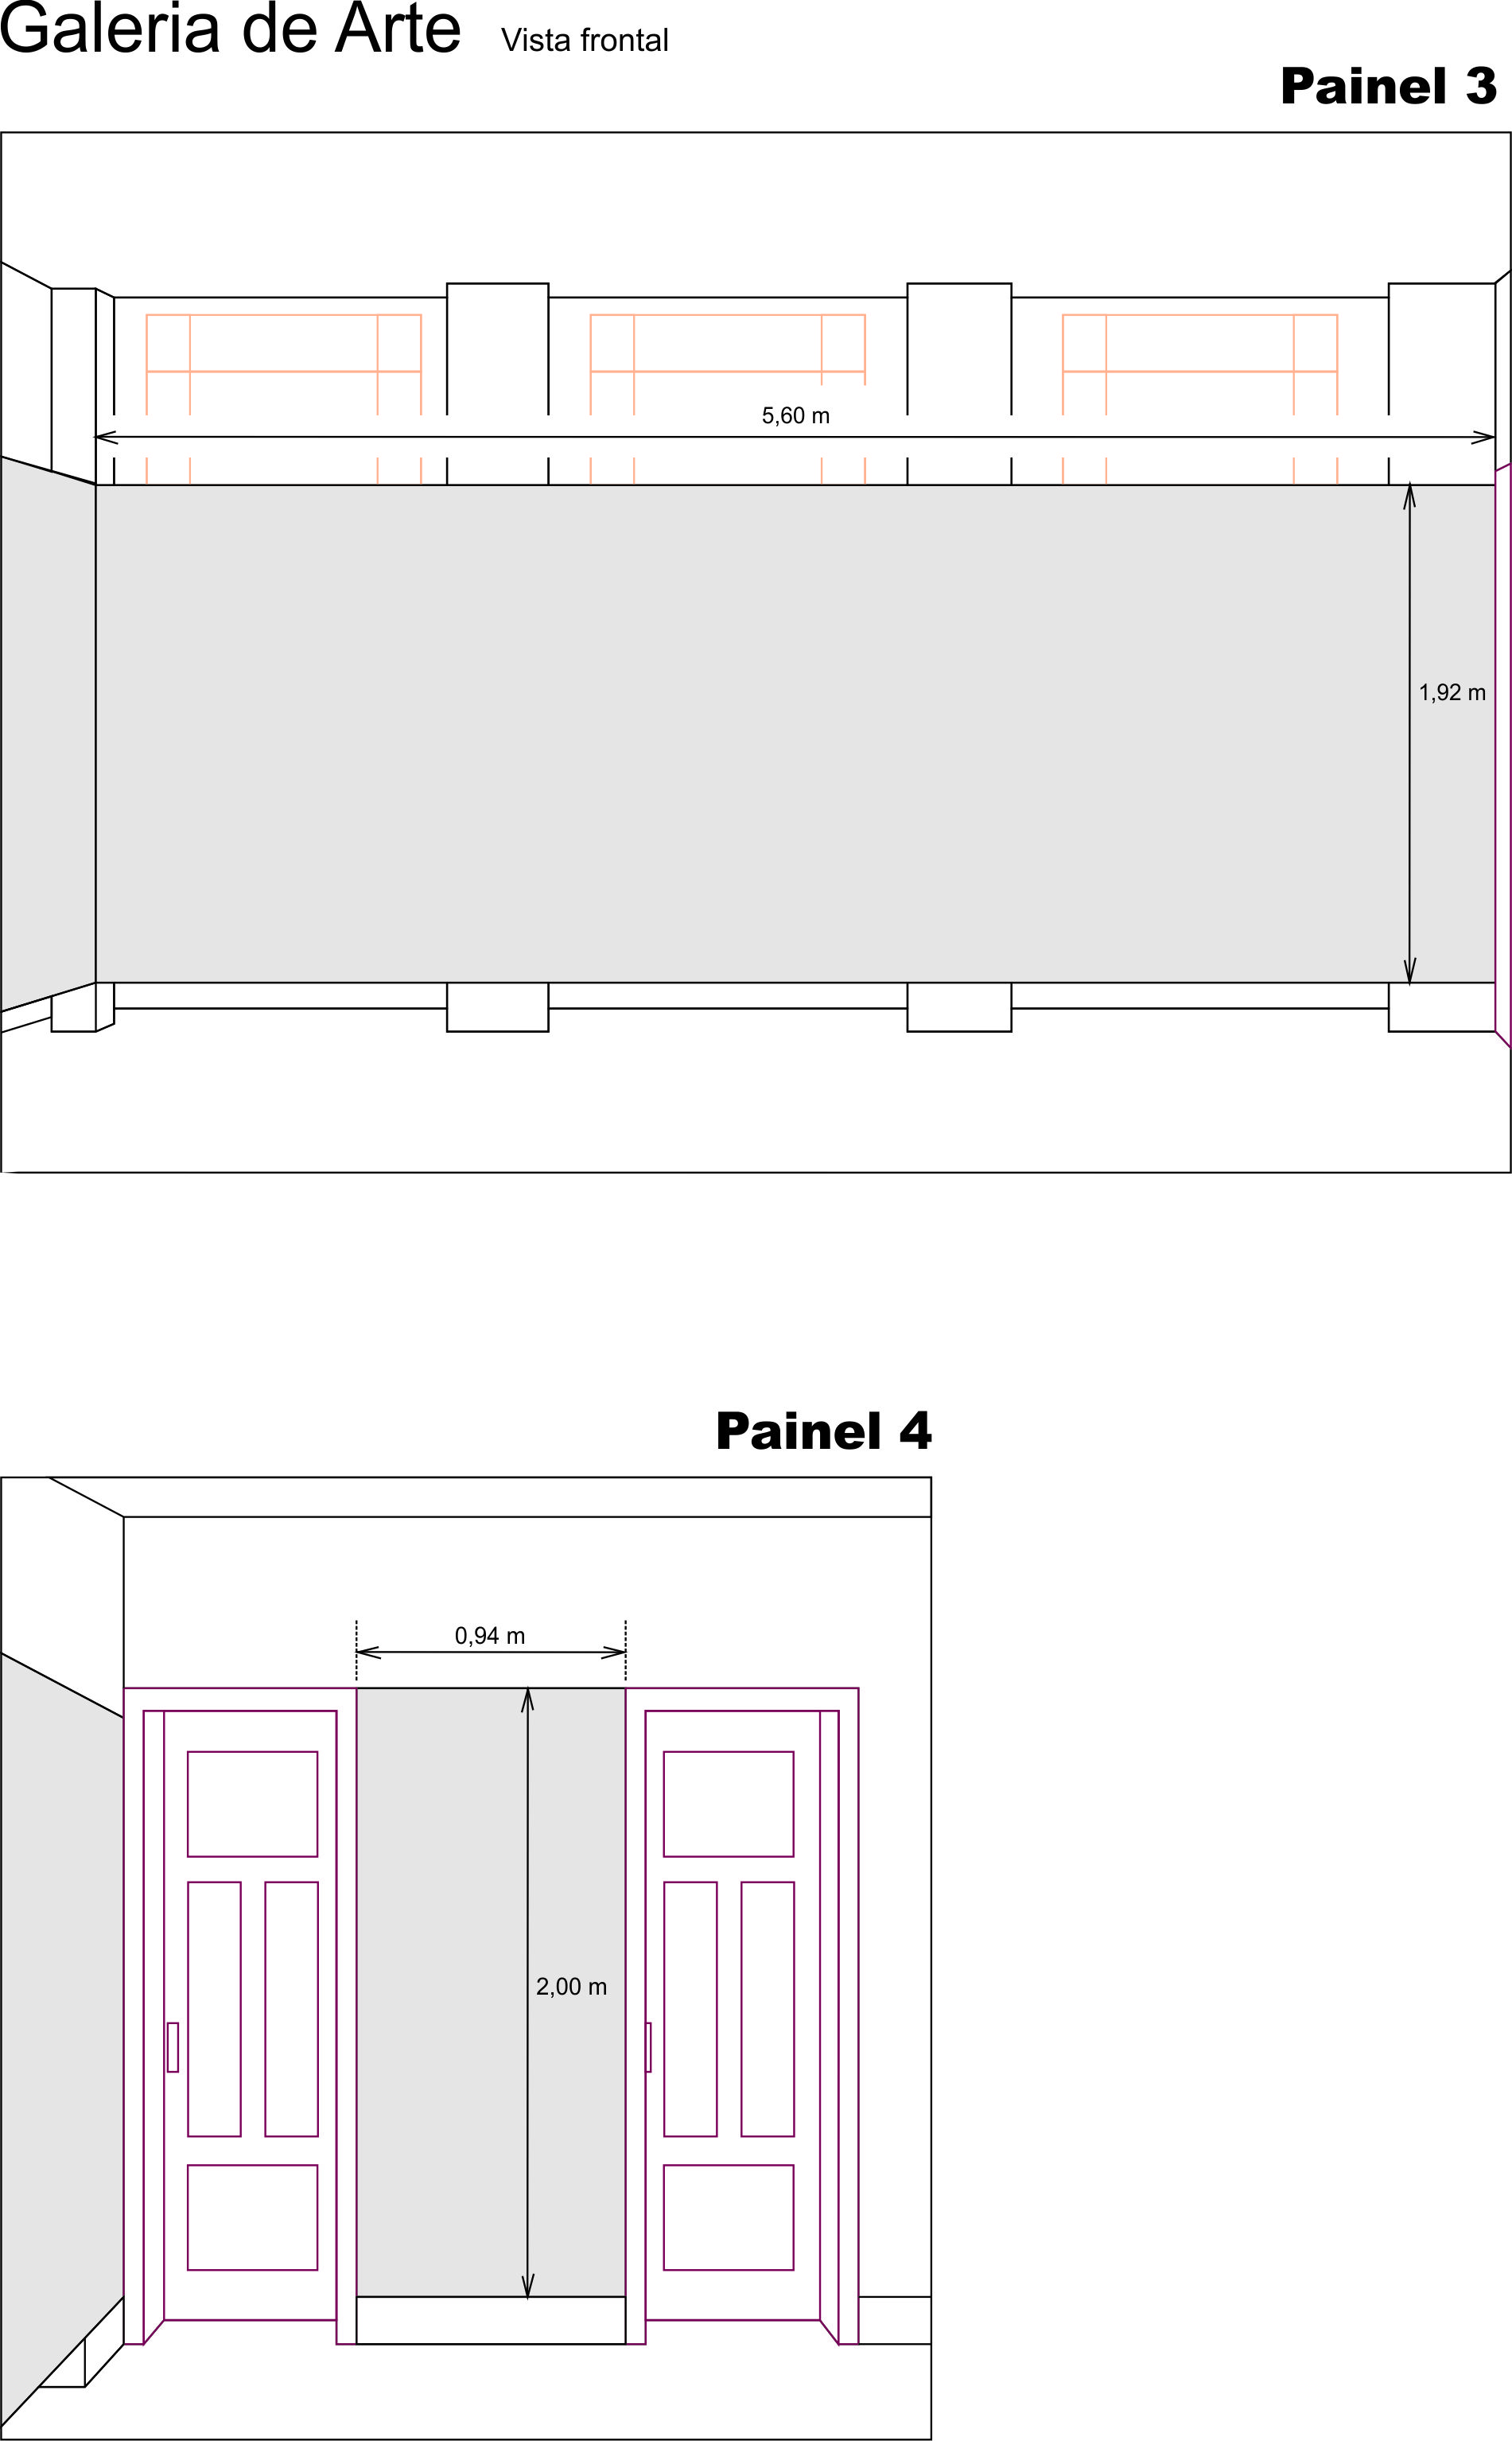 Galeria de Arte Vista frontal
Painel 3
5,60 m
1,92 m
Painel 4
0,94 m
2,00 m